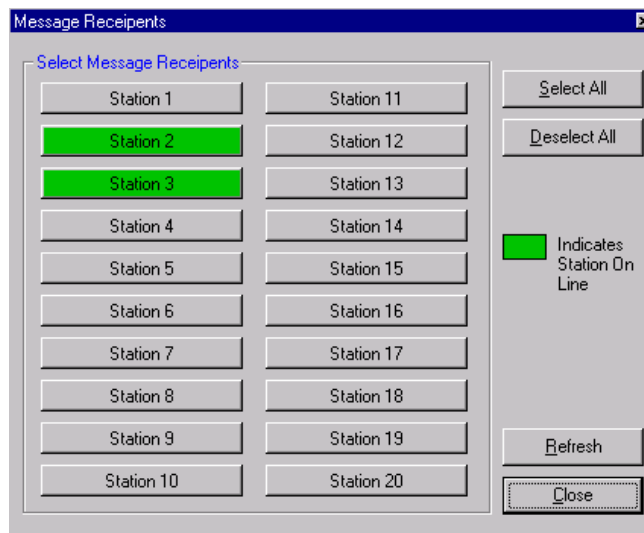 Message Receipents
Select Message Receipents
Station 1
Station 2
Station 3
Station 4
Station 5
Station 6
Station 7
Station 8
Station 9
Station 10
Station 11
Station 12
Station 13
Station 14
Station 15
Station 16
Station 17
Station 18
Station 19
Station 20
Select All
Deselect All
Indicates
Station On
Line
Refresh
Close